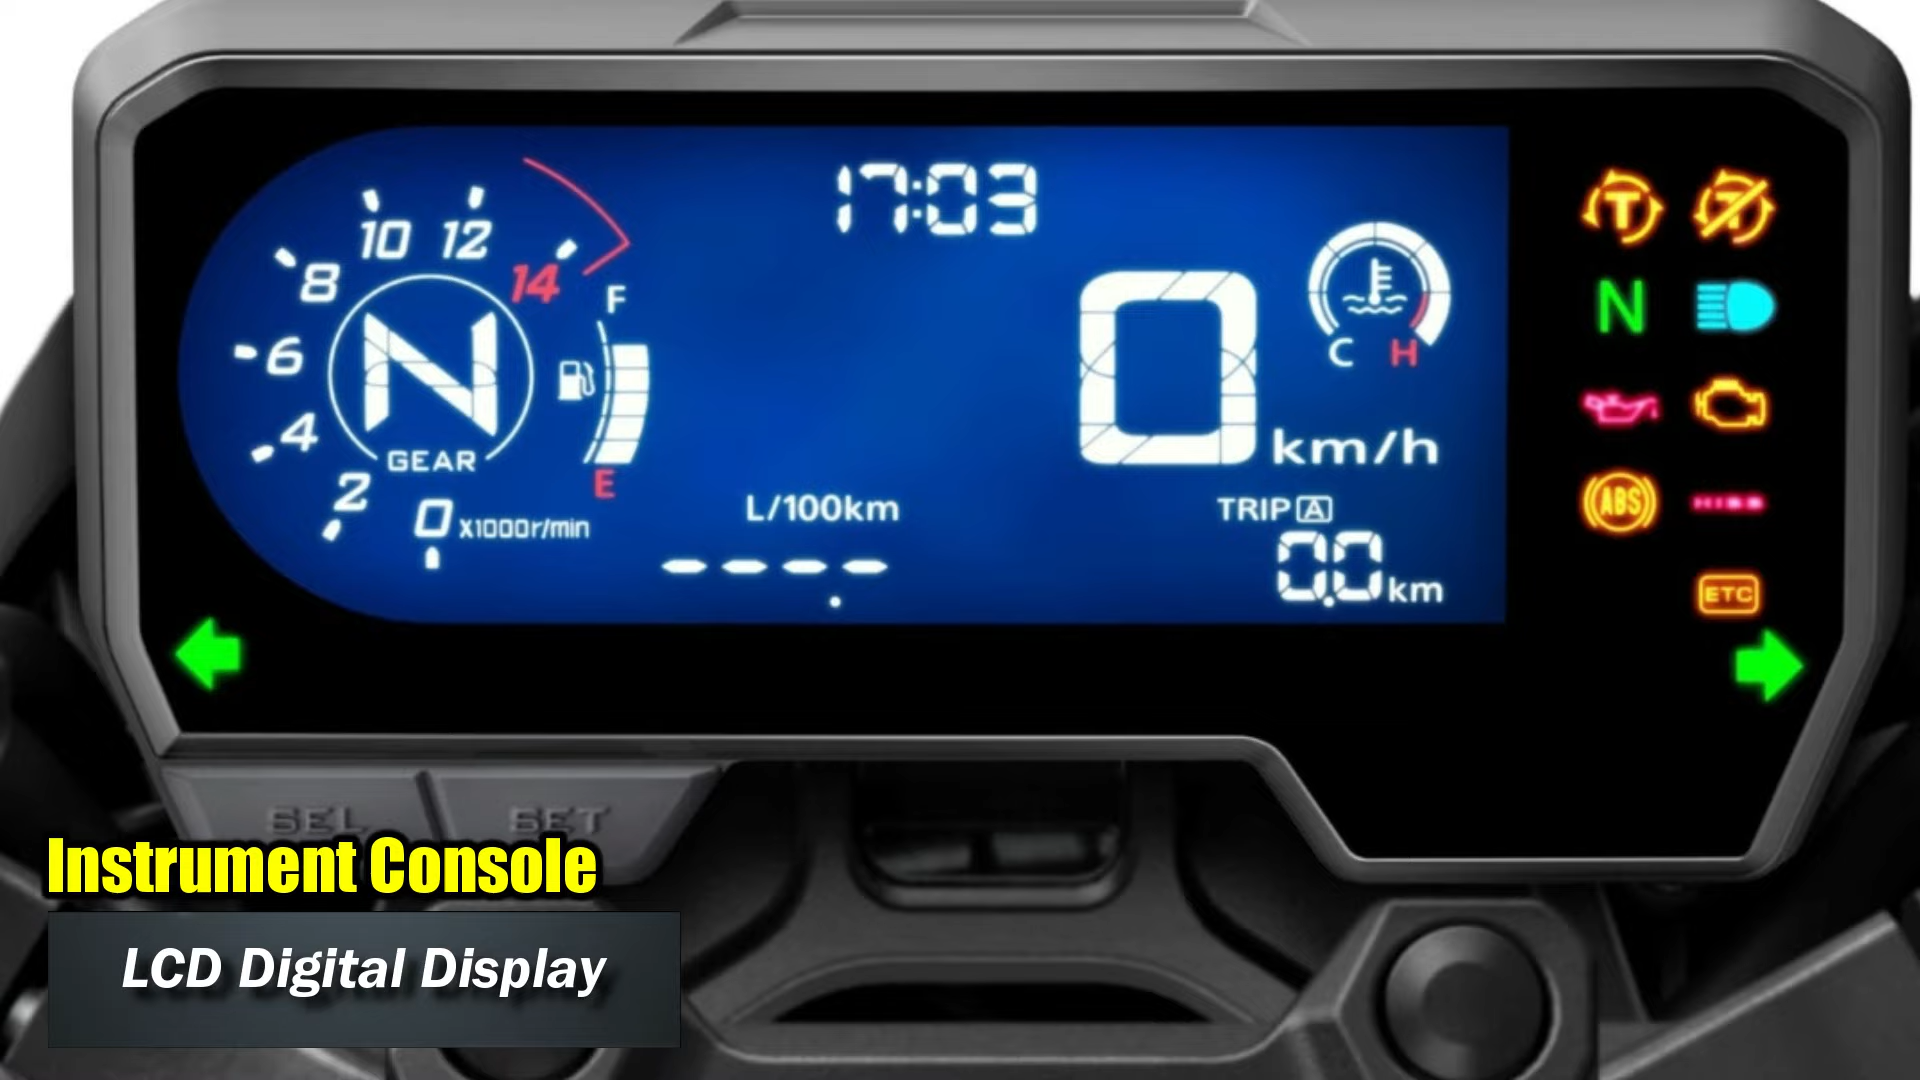 17:03
10 12
8 14
F
6 N
C H
4
GEAR
km/h
2 E
0 x1000r/min
L/100km
TRIP A
0.0 km
- - - - .
0
T T
N
ABS HISS
ETC
SEL SET
Instrument Console
LCD Digital Display